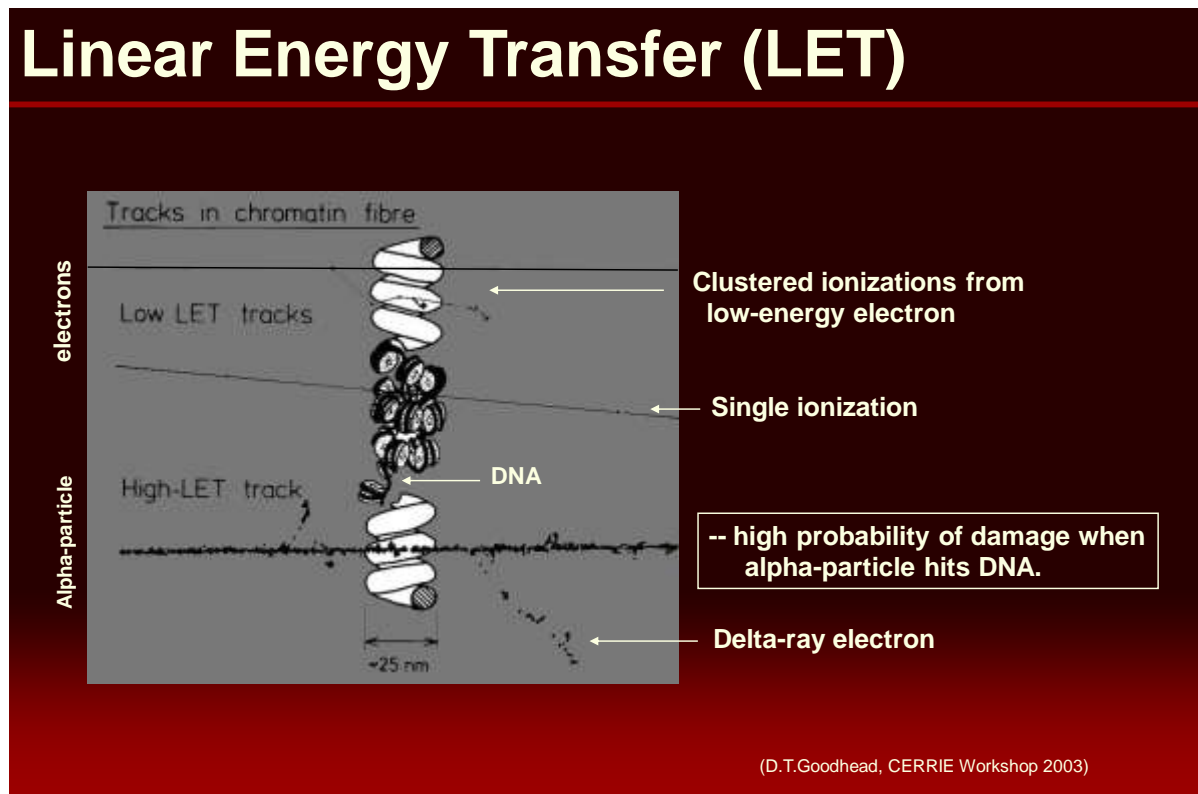 Linear Energy Transfer (LET)
Tracks in chromatin fibre
electrons
Low LET tracks
Clustered ionizations from
low-energy electron
Single ionization
DNA
Alpha-particle
High-LET track
-- high probability of damage when
alpha-particle hits DNA.
Delta-ray electron
~25 nm
(D.T.Goodhead, CERRIE Workshop 2003)